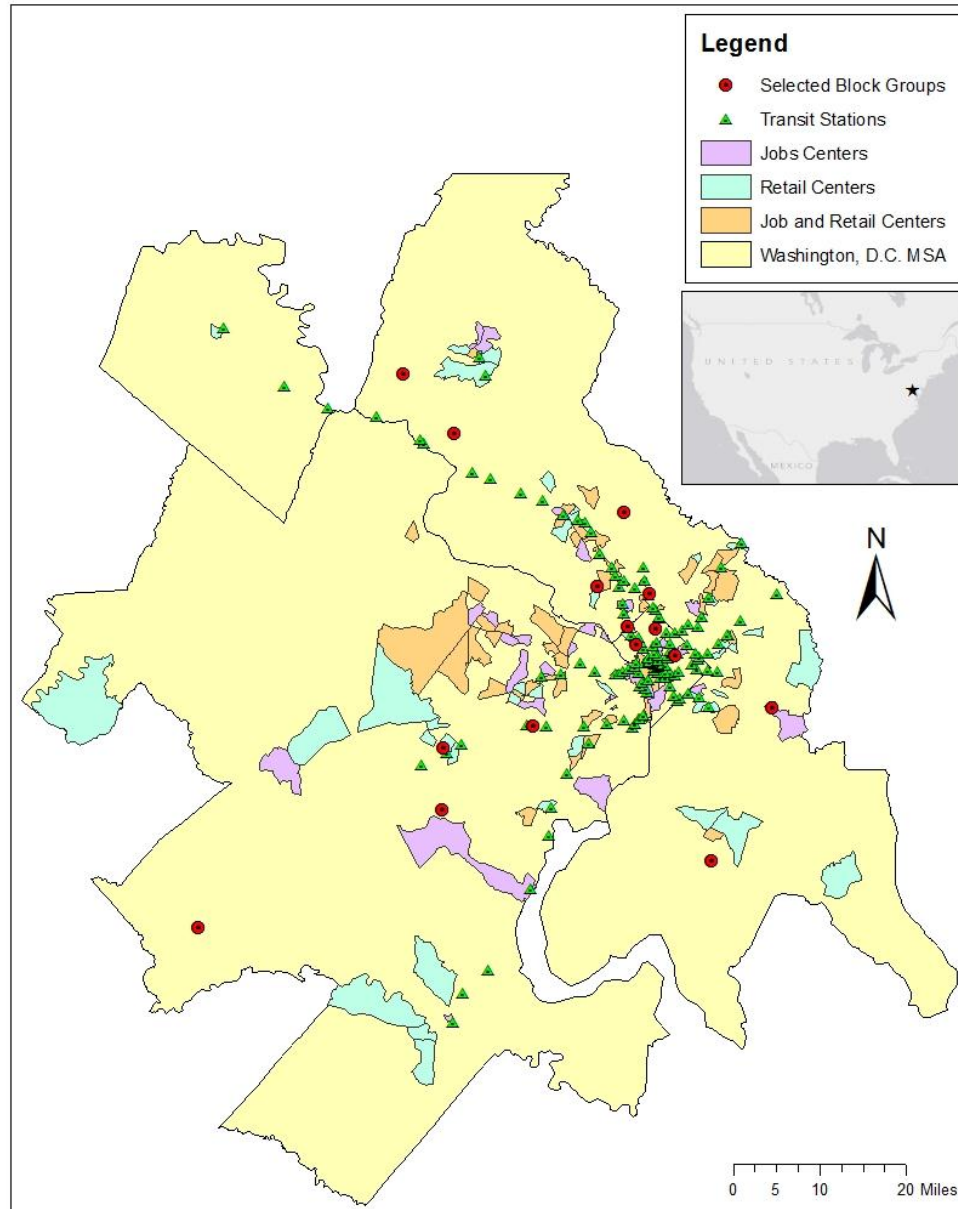 Legend
Selected Block Groups
Transit Stations
Jobs Centers
Retail Centers
Job and Retail Centers
Washington, D.C. MSA
UNITED STATES
MEXICO
N
0 5 10 20 Miles